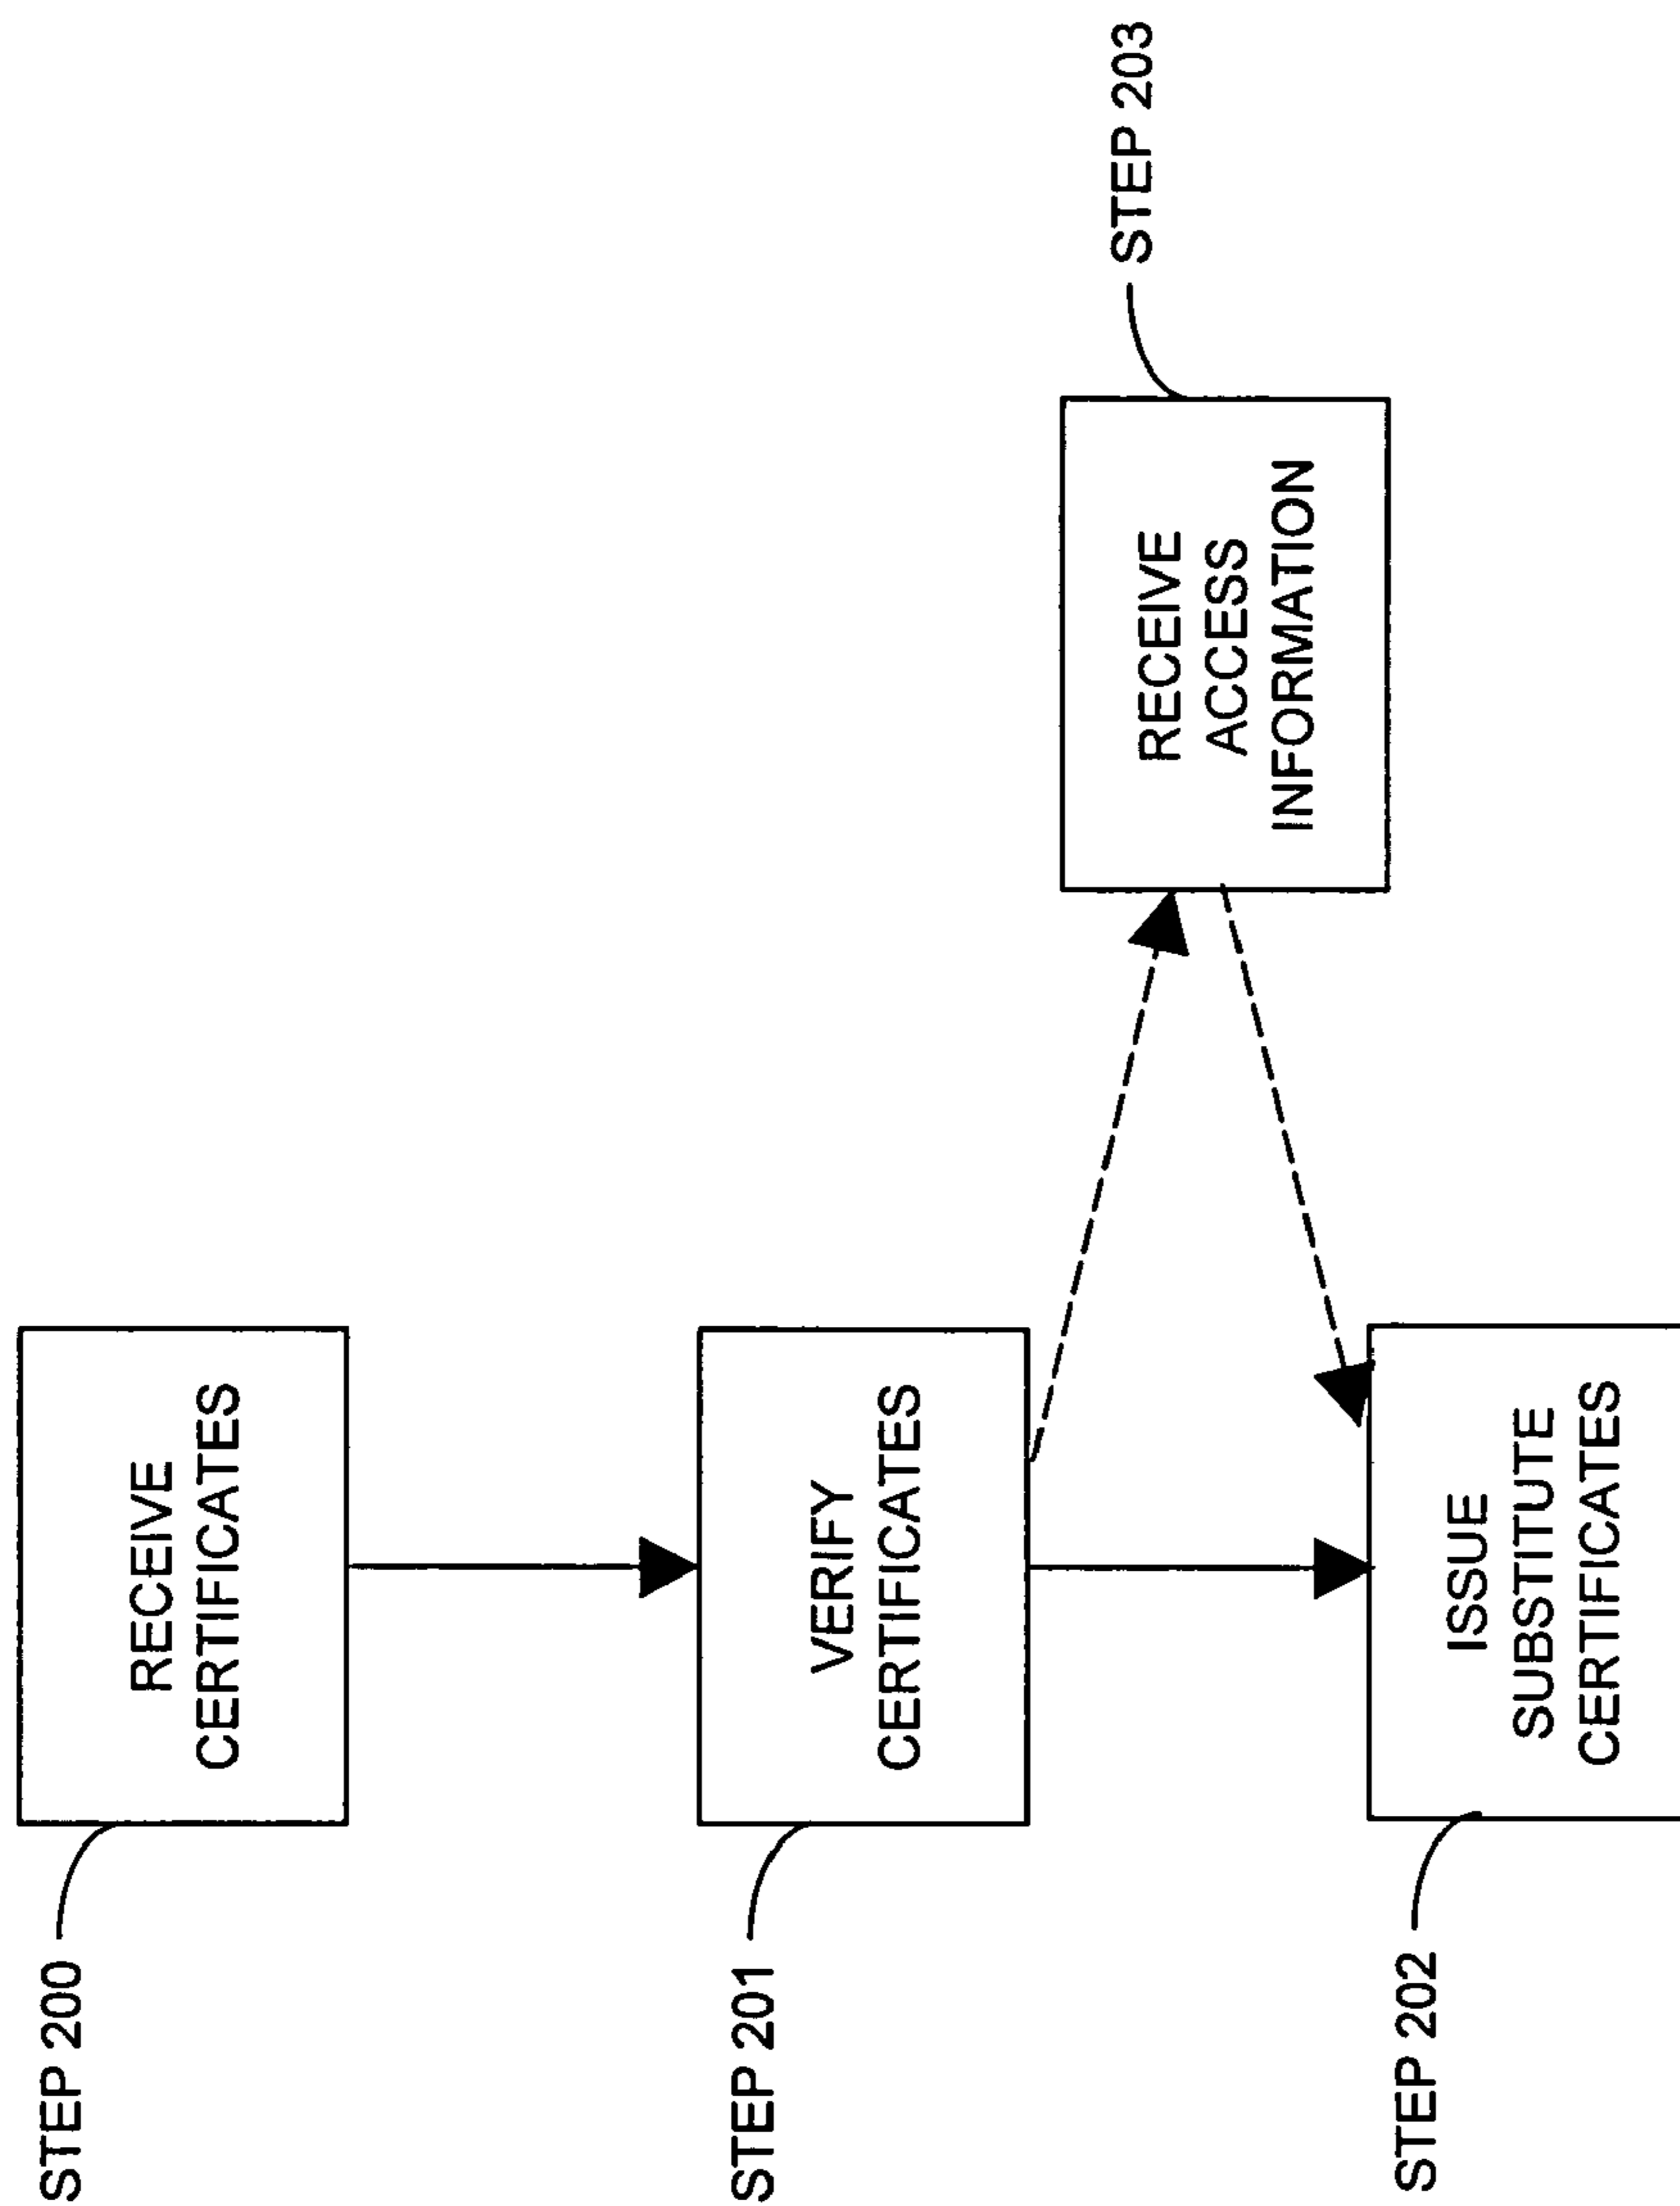 STEP 200
RECEIVE
CERTIFICATES
STEP 201
VERIFY
CERTIFICATES
STEP 203
RECEIVE
ACCESS
INFORMATION
STEP 202
ISSUE
SUBSTITUTE
CERTIFICATES